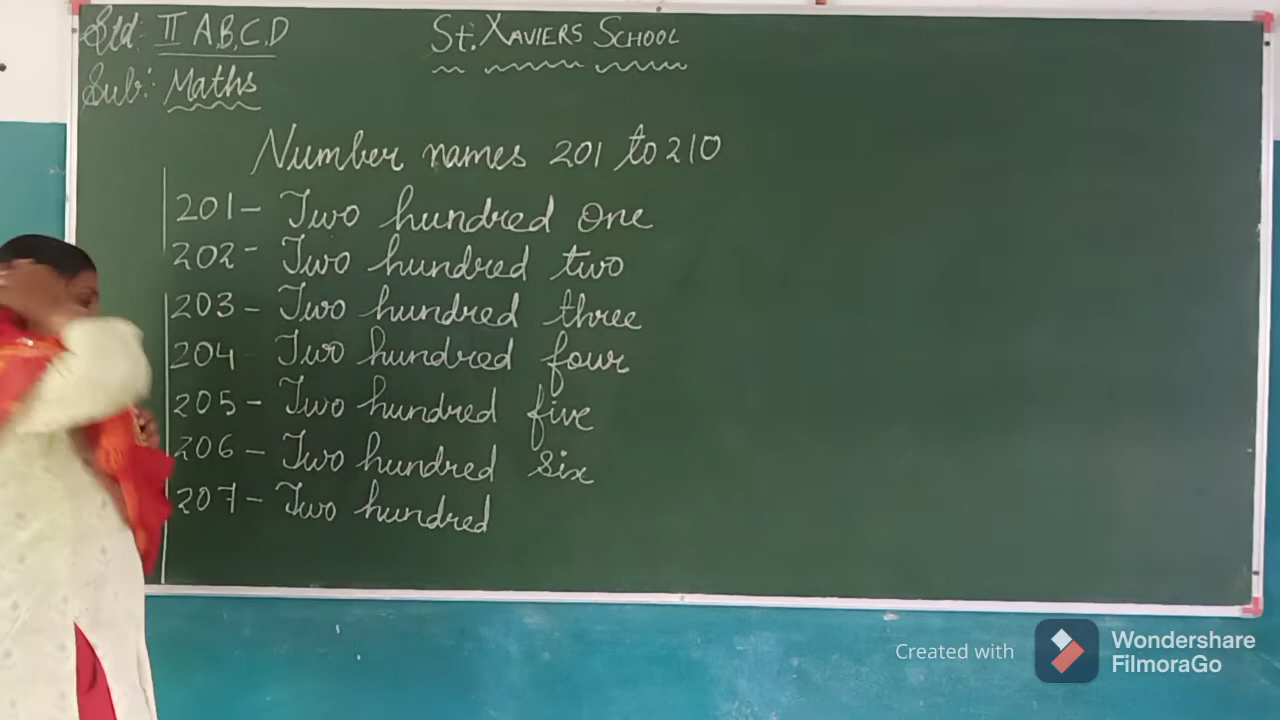 Std: II A,B,C,D
St. XAVIERS SCHOOL
Sub: Maths
Number names 201 to 210
201- Two hundred one
202- Two hundred two
203- Two hundred three
204 Two hundred four
205- Two hundred five
206- Two hundred six
207- Two hundred
Created with Wondershare
FilmoraGo